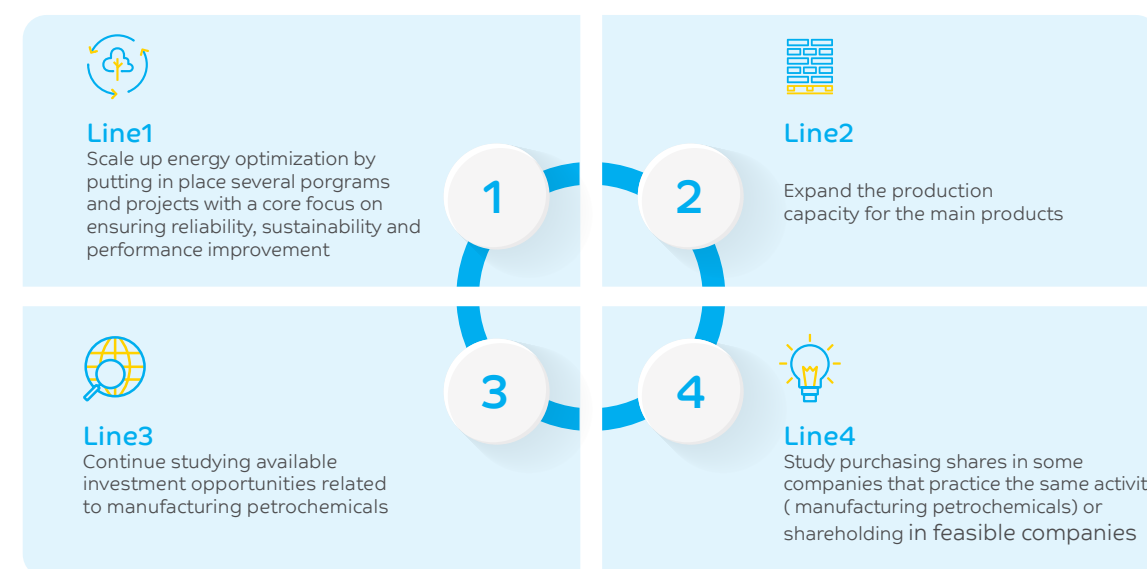 Line1
Scale up energy optimization by
putting in place several porgrams
and projects with a core focus on
ensuring reliability, sustainability and
performance improvement
1
Line2
Expand the production
capacity for the main products
2
Line3
Continue studying available
investment opportunities related
to manufacturing petrochemicals
3
Line4
Study purchasing shares in some
companies that practice the same activit
( manufacturing petrochemicals) or
shareholding in feasible companies
4